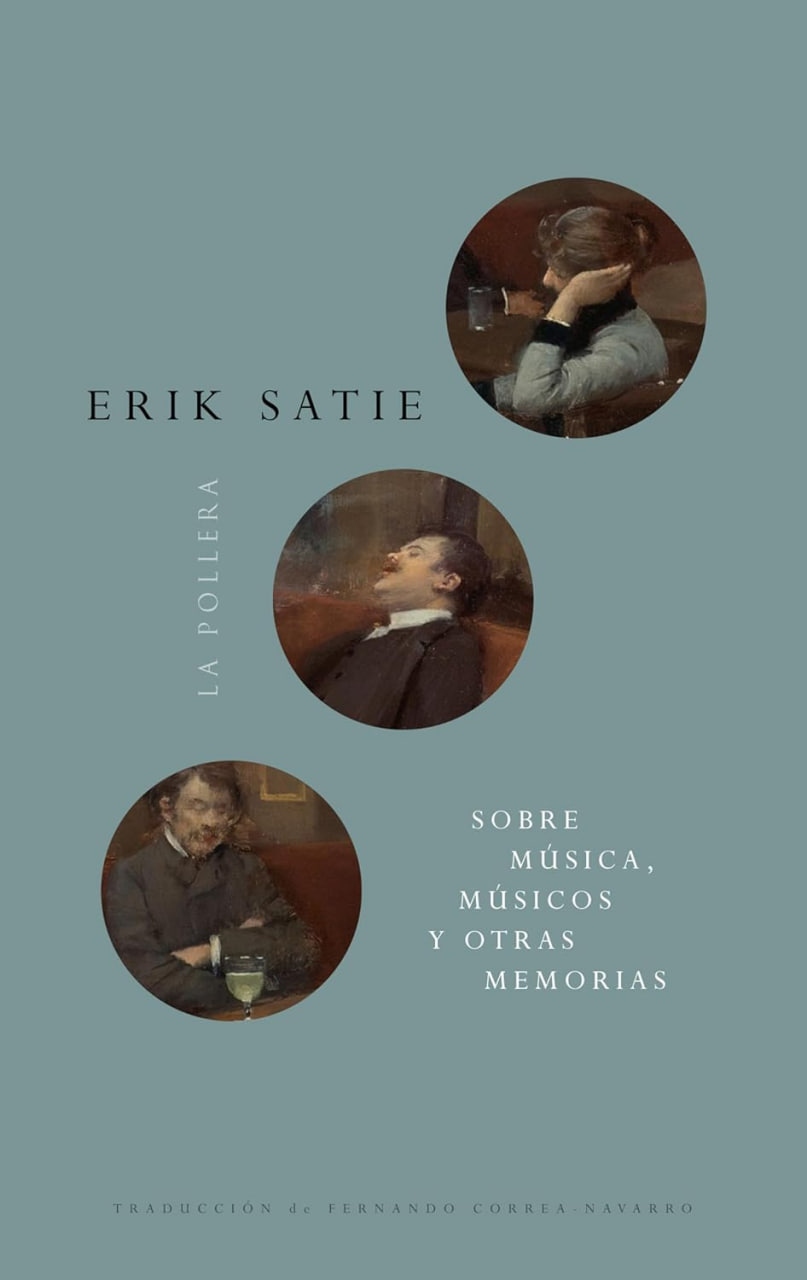 ERIK SATIE
LA POLLERA
SOBRE
MÚSICA,
MÚSICOS
Y OTRAS
MEMORIAS
TRADUCCIÓN de FERNANDO CORREA-NAVARRO